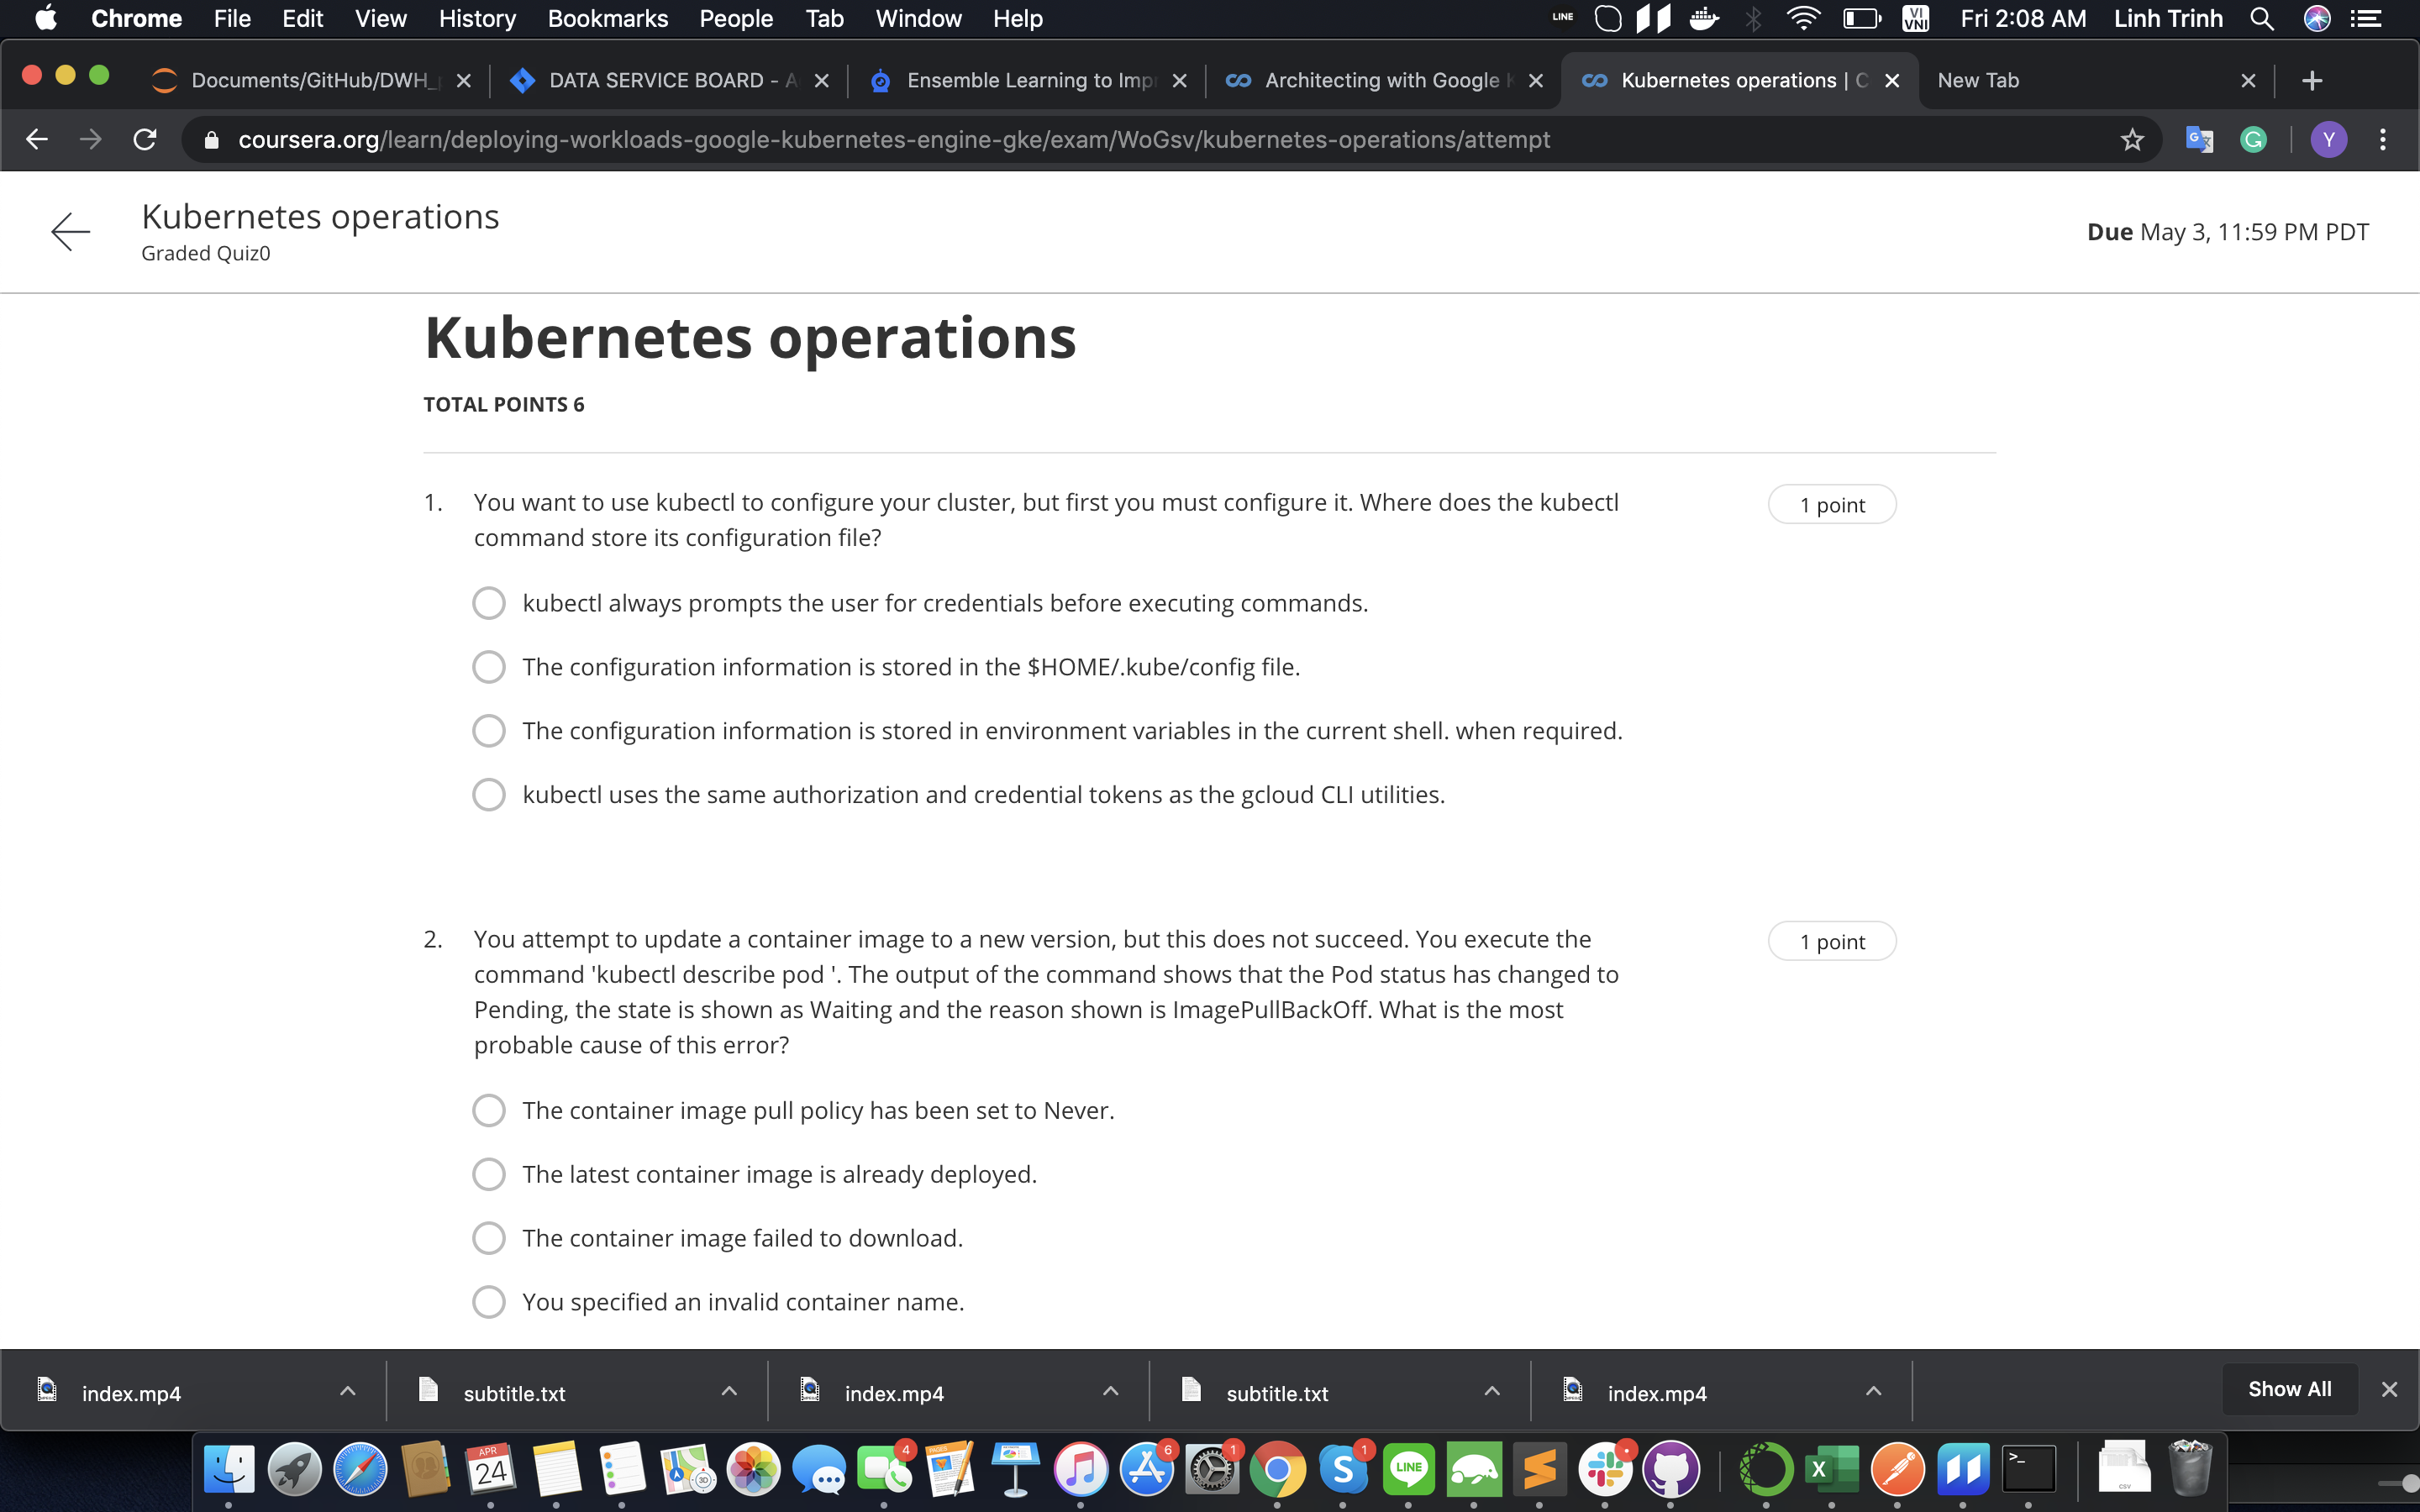 Chrome File Edit View History Bookmarks People Tab Window Help LINE VI VNI Fri 2:08 AM Linh Trinh
Documents/GitHub/DWH_ DATA SERVICE BOARD - A Ensemble Learning to Imp Architecting with Google Kubernetes operations | C New Tab
coursera.org/learn/deploying-workloads-google-kubernetes-engine-gke/exam/WoGsv/kubernetes-operations/attempt Y
Kubernetes operations
Graded Quiz0
Due May 3, 11:59 PM PDT
Kubernetes operations
TOTAL POINTS 6
1. You want to use kubectl to configure your cluster, but first you must configure it. Where does the kubectl
command store its configuration file?
1 point
kubectl always prompts the user for credentials before executing commands.
The configuration information is stored in the $HOME/.kube/config file.
The configuration information is stored in environment variables in the current shell. when required.
kubectl uses the same authorization and credential tokens as the gcloud CLI utilities.
2. You attempt to update a container image to a new version, but this does not succeed. You execute the
command 'kubectl describe pod '. The output of the command shows that the Pod status has changed to
Pending, the state is shown as Waiting and the reason shown is ImagePullBackOff. What is the most
probable cause of this error?
1 point
The container image pull policy has been set to Never.
The latest container image is already deployed.
The container image failed to download.
You specified an invalid container name.
index.mp4 subtitle.txt index.mp4 subtitle.txt index.mp4 Show All
APR 24 3D 4 PAGES 6 1 S 1 LINE X >_ CSV